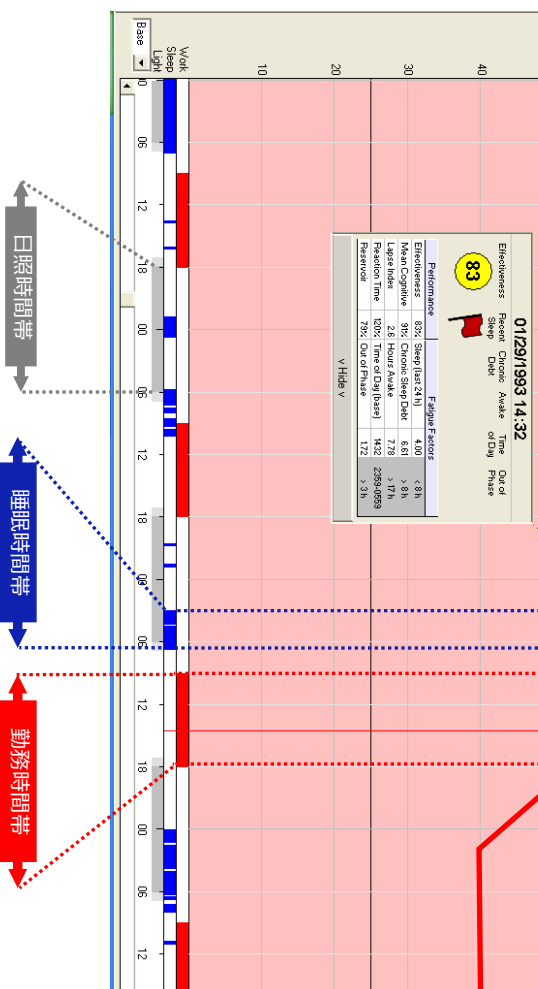 40
30
20
10
01/29/1993 14:32
Effectiveness Recent Chronic Awake Time Out of
Sleep Debt of Day Phase
83
Performance Fatigue Factors
Effectiveness 83% Sleep (last 24 h) 4.00 < 8 h
Mean Cognitive 91% Chronic Sleep Debt 6.61 > 8 h
Lapse Index 2.6 Hours Awake 7.78 > 17 h
Reaction Time 120% Time of Day (base) 1432 2359-0559
Reservoir 79% Out of Phase 1.72 > 3 h
v Hide v
Work
Sleep
Light
Base
00 06 12 18 00 06 12 18 00 06 12 18 00 06 12
日照時間帯
睡眠時間帯
勤務時間帯